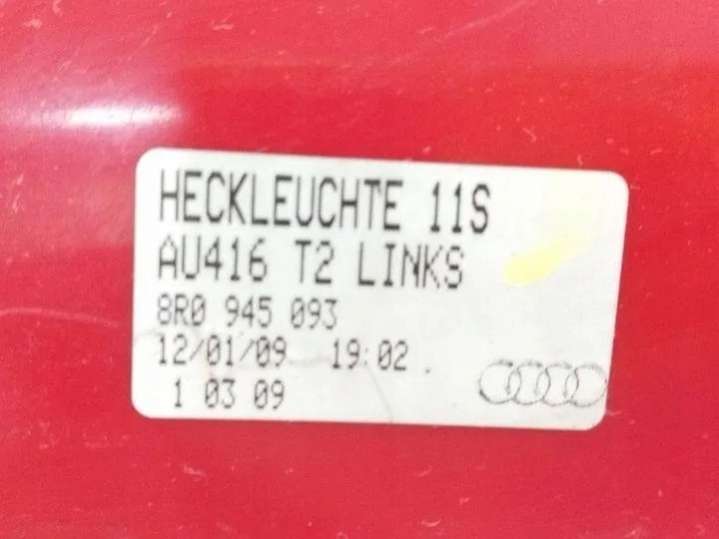 HECKLEUCHTE 11S
AU416 T2 LINKS
8R0 945 093
12/01/09 19:02
1 03 09